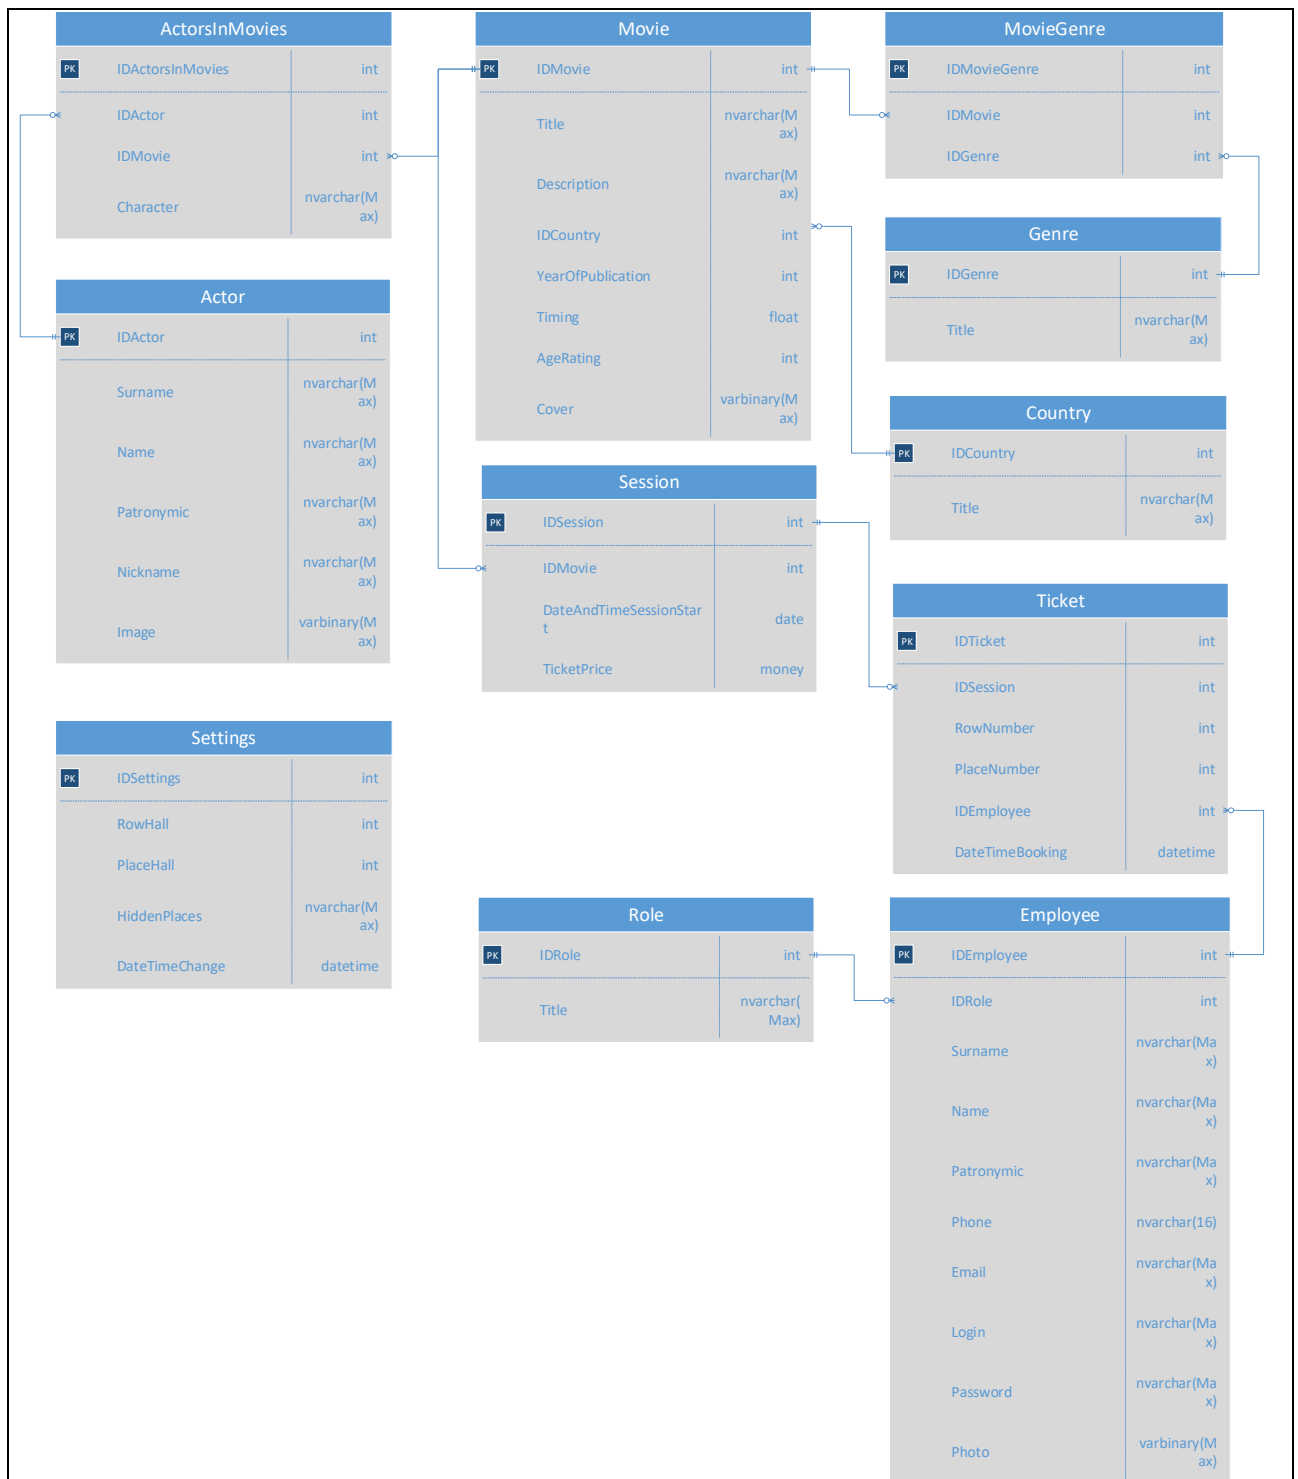 ActorsInMovies
PK IDActorsInMovies int
IDActor int
IDMovie int
Character nvarchar(M
ax)
Movie
PK IDMovie int
Title nvarchar(M
ax)
Description nvarchar(M
ax)
IDCountry int
YearOfPublication int
Timing float
AgeRating int
Cover varbinary(M
ax)
MovieGenre
PK IDMovieGenre int
IDMovie int
IDGenre int
Genre
PK IDGenre int
Title nvarchar(M
ax)
Actor
PK IDActor int
Surname nvarchar(M
ax)
Name nvarchar(M
ax)
Patronymic nvarchar(M
ax)
Nickname nvarchar(M
ax)
Image varbinary(M
ax)
Country
PK IDCountry int
Title nvarchar(M
ax)
Session
PK IDSession int
IDMovie int
DateAndTimeSessionStar
t date
TicketPrice money
Ticket
PK IDTicket int
IDSession int
RowNumber int
PlaceNumber int
IDEmployee int
DateTimeBooking datetime
Settings
PK IDSettings int
RowHall int
PlaceHall int
HiddenPlaces nvarchar(M
ax)
DateTimeChange datetime
Role
PK IDRole int
Title nvarchar(
Max)
Employee
PK IDEmployee int
IDRole int
Surname nvarchar(Ma
x)
Name nvarchar(Ma
x)
Patronymic nvarchar(Ma
x)
Phone nvarchar(16)
Email nvarchar(Ma
x)
Login nvarchar(Ma
x)
Password nvarchar(Ma
x)
Photo varbinary(M
ax)